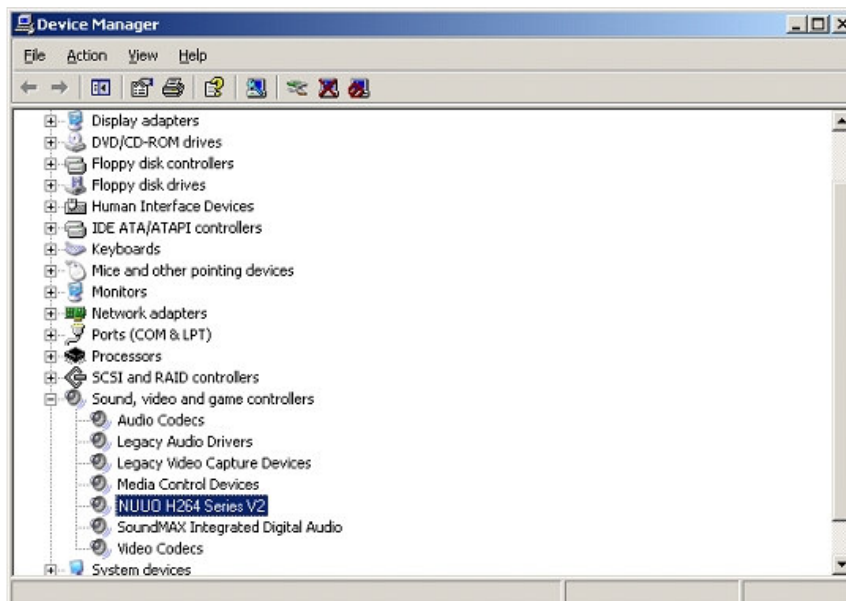 Device Manager
File Action View Help
Display adapters
DVD/CD-ROM drives
Floppy disk controllers
Floppy disk drives
Human Interface Devices
IDE ATA/ATAPI controllers
Keyboards
Mice and other pointing devices
Monitors
Network adapters
Ports (COM & LPT)
Processors
SCSI and RAID controllers
Sound, video and game controllers
Audio Codecs
Legacy Audio Drivers
Legacy Video Capture Devices
Media Control Devices
NUUO H264 Series V2
SoundMAX Integrated Digital Audio
Video Codecs
System devices